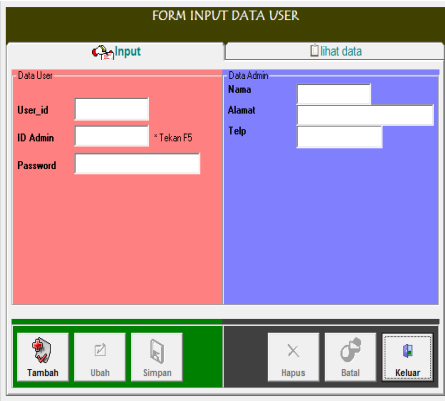 FORM INPUT DATA USER
Input
lihat data
Data User
User_id
ID Admin * Tekan F5
Password
Data Admin
Nama
Alamat
Telp
Tambah
Ubah
Simpan
Hapus
Batal
Keluar